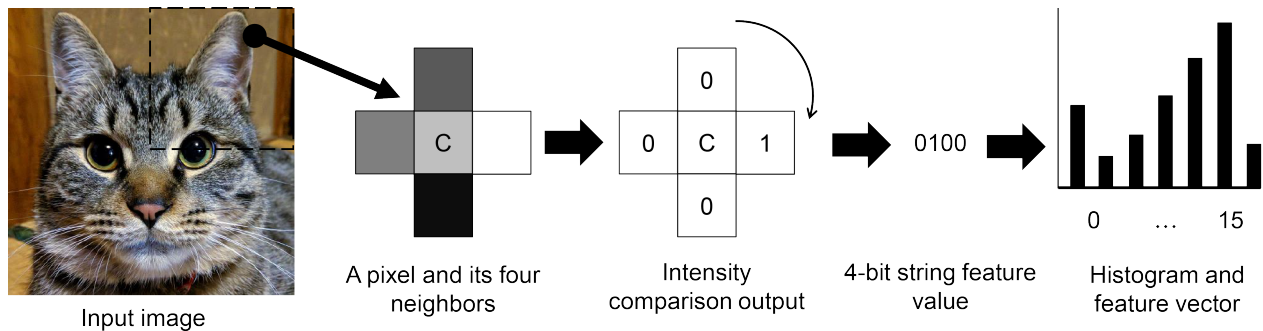 C
0
0
C
1
0
0100
0
...
15
A pixel and its four
neighbors
Intensity
comparison output
4-bit string feature
value
Histogram and
feature vector
Input image